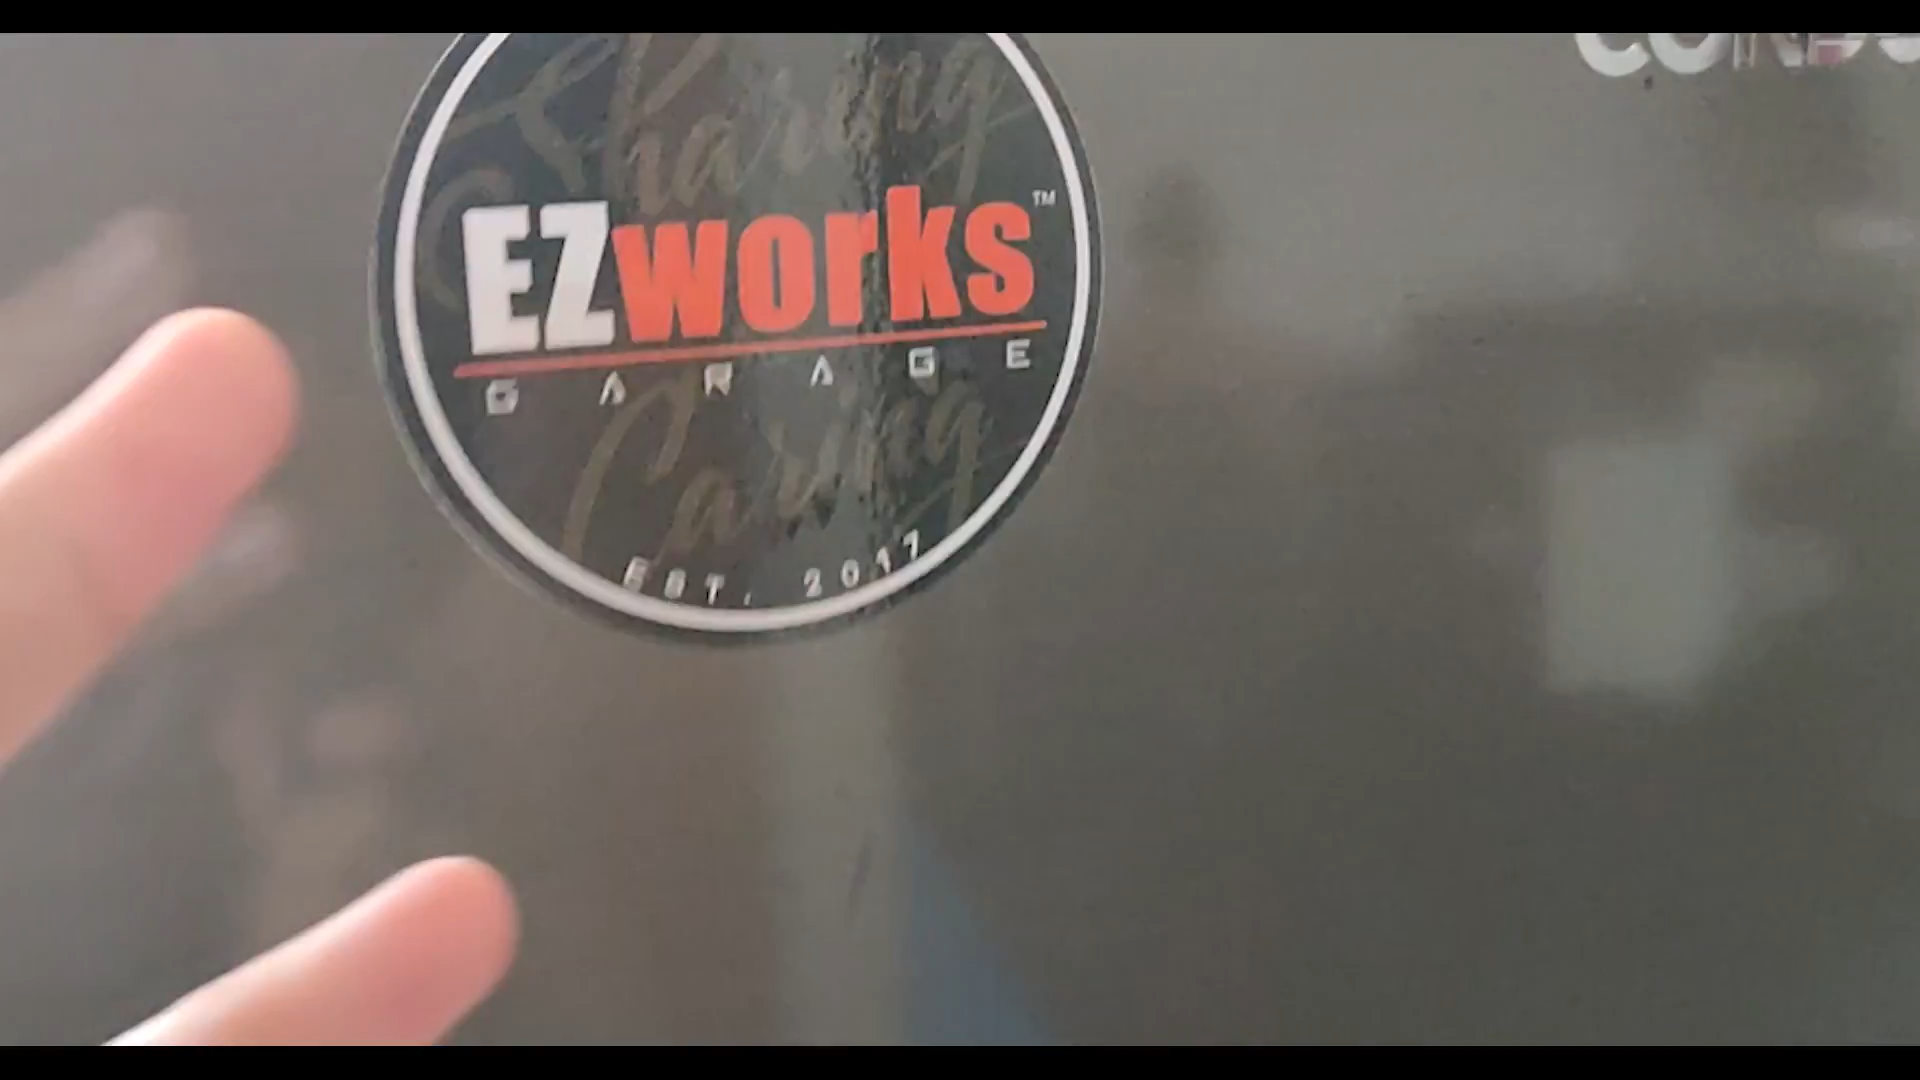 Sharing
EZworks™
GARAGE
Caring
EST. 2017